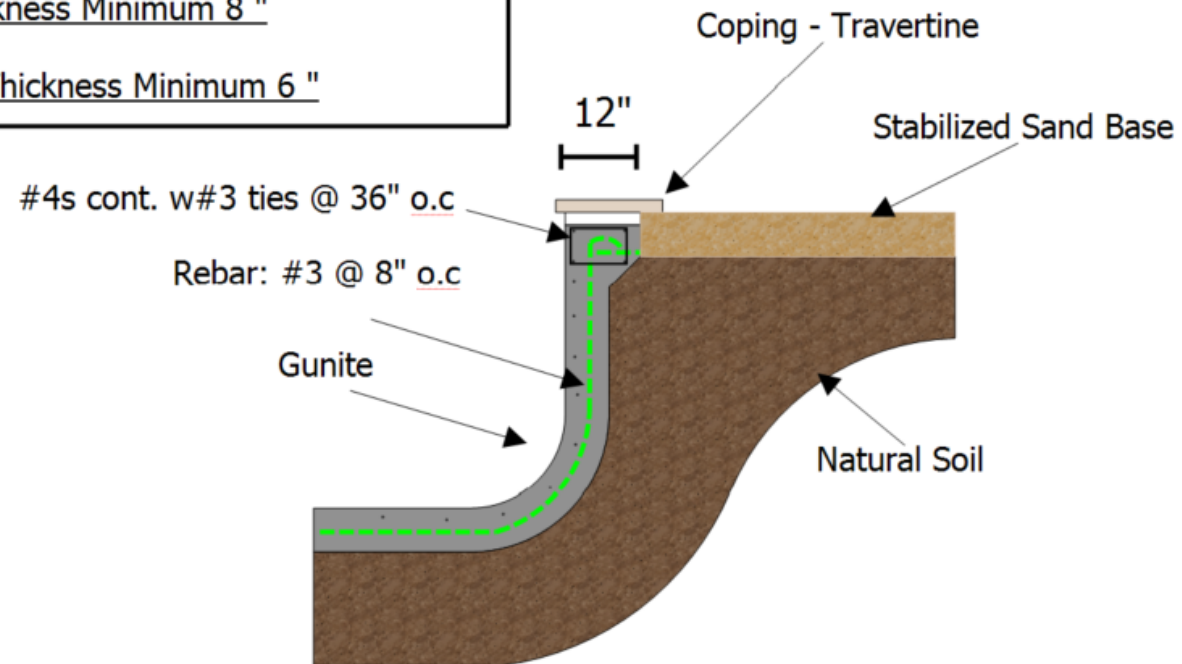 kness Minimum 8 "
hickness Minimum 6 "
Coping - Travertine
12"
Stabilized Sand Base
#4s cont. w#3 ties @ 36" o.c
Rebar: #3 @ 8" o.c
Gunite
Natural Soil